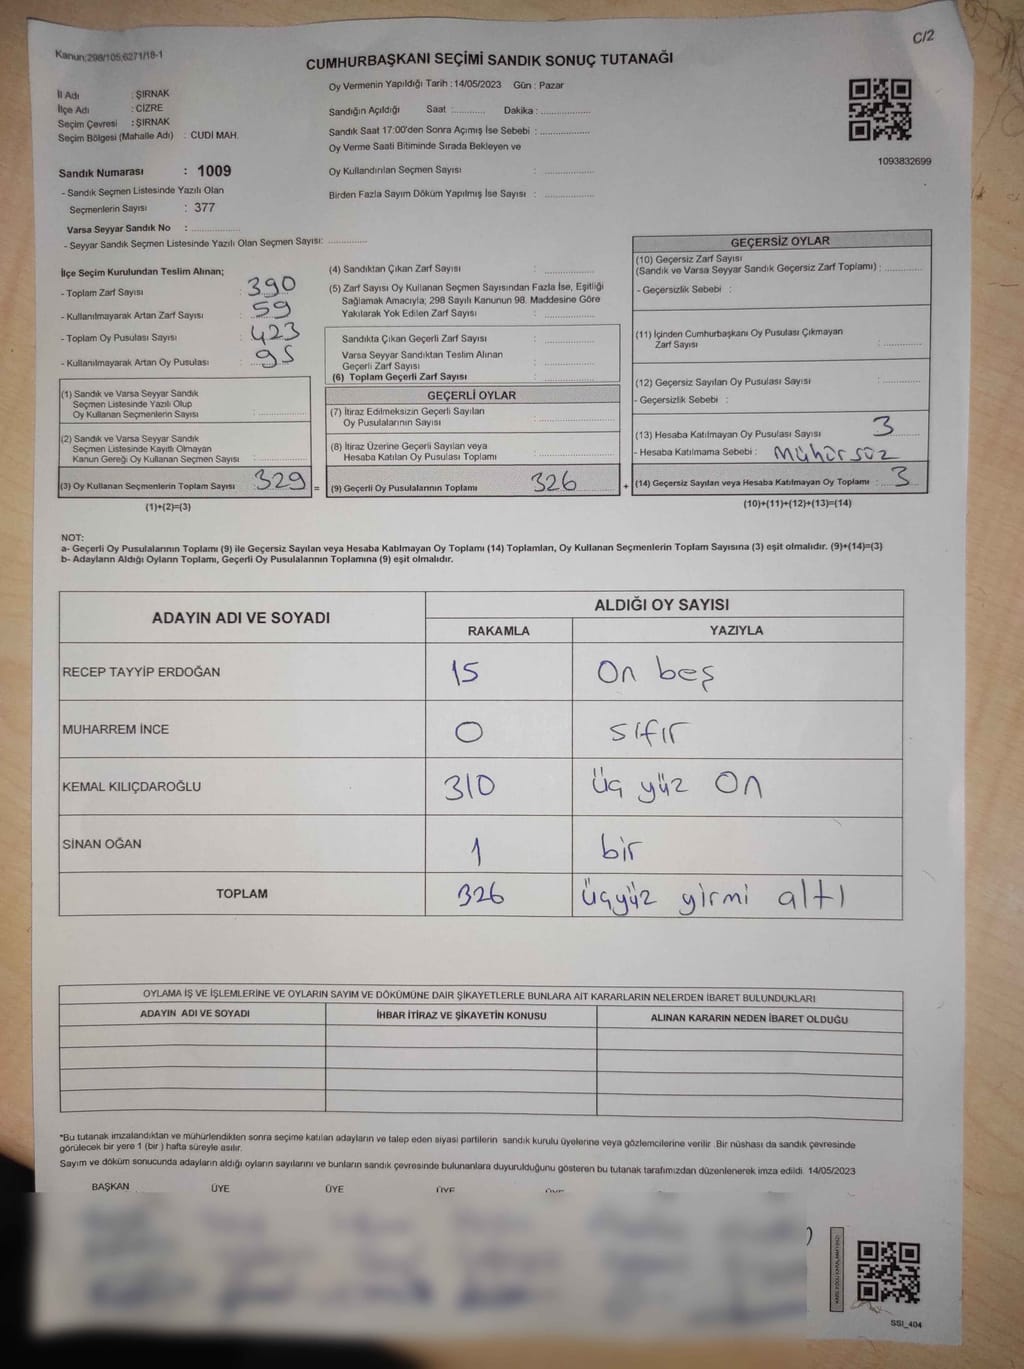 C/2
Kanun;298/105,6271/18-1
CUMHURBAŞKANI SEÇİMİ SANDIK SONUÇ TUTANAĞI
İl Adı : ŞIRNAK
İlçe Adı : CİZRE
Seçim Çevresi : ŞIRNAK
Seçim Bölgesi (Mahalle Adı) : CUDİ MAH.
Sandık Numarası : 1009
- Sandık Seçmen Listesinde Yazılı Olan
Seçmenlerin Sayısı : 377
Varsa Seyyar Sandık No : ..............
- Seyyar Sandık Seçmen Listesinde Yazılı Olan Seçmen Sayısı: ............
Oy Vermenin Yapıldığı Tarih : 14/05/2023 Gün : Pazar
Sandığın Açıldığı Saat :.......... Dakika :...............
Sandık Saat 17:00'den Sonra Açımış İse Sebebi : ...............
Oy Verme Saati Bitiminde Sırada Bekleyen ve
Oy Kullandırılan Seçmen Sayısı : ...............
Birden Fazla Sayım Döküm Yapılmış İse Sayısı : ...............
1093832699
İlçe Seçim Kurulundan Teslim Alınan;
- Toplam Zarf Sayısı : 390
- Kullanılmayarak Artan Zarf Sayısı : 59
- Toplam Oy Pusulası Sayısı : 423
- Kullanılmayarak Artan Oy Pusulası : 95
(1) Sandık ve Varsa Seyyar Sandık
Seçmen Listesinde Yazılı Olup
Oy Kullanan Seçmenlerin Sayısı : ..............
(2) Sandık ve Varsa Seyyar Sandık
Seçmen Listesinde Kayıtlı Olmayan
Kanun Gereği Oy Kullanan Seçmen Sayısı : ..............
(3) Oy Kullanan Seçmenlerin Toplam Sayısı : 329 =
(1)+(2)=(3)
(4) Sandıktan Çıkan Zarf Sayısı : ...............
(5) Zarf Sayısı Oy Kullanan Seçmen Sayısından Fazla İse, Eşitliği
Sağlamak Amacıyla; 298 Sayılı Kanunun 98. Maddesine Göre
Yakılarak Yok Edilen Zarf Sayısı : ...............
Sandıkta Çıkan Geçerli Zarf Sayısı : ...............
Varsa Seyyar Sandıktan Teslim Alınan
Geçerli Zarf Sayısı : ...............
(6) Toplam Geçerli Zarf Sayısı : ...............
GEÇERLİ OYLAR
(7) İtiraz Edilmeksizin Geçerli Sayılan
Oy Pusulalarının Sayısı : ...............
(8) İtiraz Üzerine Geçerli Sayılan veya
Hesaba Katılan Oy Pusulası Toplamı : ...............
(9) Geçerli Oy Pusulalarının Toplamı : 326 +
GEÇERSİZ OYLAR
(10) Geçersiz Zarf Sayısı
(Sandık ve Varsa Seyyar Sandık Geçersiz Zarf Toplamı) : ............
- Geçersizlik Sebebi :
(11) İçinden Cumhurbaşkanı Oy Pusulası Çıkmayan
Zarf Sayısı : ............
(12) Geçersiz Sayılan Oy Pusulası Sayısı : ............
- Geçersizlik Sebebi :
(13) Hesaba Katılmayan Oy Pusulası Sayısı : 3
- Hesaba Katılmama Sebebi : Mühürsüz
(14) Geçersiz Sayılan veya Hesaba Katılmayan Oy Toplamı : 3
(10)+(11)+(12)+(13)=(14)
NOT:
a- Geçerli Oy Pusulalarının Toplamı (9) ile Geçersiz Sayılan veya Hesaba Katılmayan Oy Toplamı (14) Toplamları, Oy Kullanan Seçmenlerin Toplam Sayısına (3) eşit olmalıdır. (9)+(14)=(3)
b- Adayların Aldığı Oyların Toplamı, Geçerli Oy Pusulalarının Toplamına (9) eşit olmalıdır.
ADAYIN ADI VE SOYADI ALDIĞI OY SAYISI
RAKAMLA YAZIYLA
RECEP TAYYİP ERDOĞAN 15 On beş
MUHARREM İNCE 0 sıfır
KEMAL KILIÇDAROĞLU 310 üç yüz on
SİNAN OĞAN 1 bir
TOPLAM 326 üçyüz yirmi altı
OYLAMA İŞ VE İŞLEMLERİNE VE OYLARIN SAYIM VE DÖKÜMÜNE DAİR ŞİKAYETLERLE BUNLARA AİT KARARLARIN NELERDEN İBARET BULUNDUKLARI
ADAYIN ADI VE SOYADI İHBAR İTİRAZ VE ŞİKAYETİN KONUSU ALINAN KARARIN NEDEN İBARET OLDUĞU
*Bu tutanak imzalandıktan ve mühürlendikten sonra seçime katılan adayların ve talep eden siyasi partilerin sandık kurulu üyelerine veya gözlemcilerine verilir. Bir nüshası da sandık çevresinde
görülecek bir yere 1 (bir ) hafta süreyle asılır.
Sayım ve döküm sonucunda adayların aldığı oyların sayılarını ve bunların sandık çevresinde bulunanlara duyurulduğunu gösteren bu tutanak tarafımızdan düzenlenerek imza edildi. 14/05/2023
BAŞKAN ÜYE ÜYE ÜYE ÜYE
SSI_404